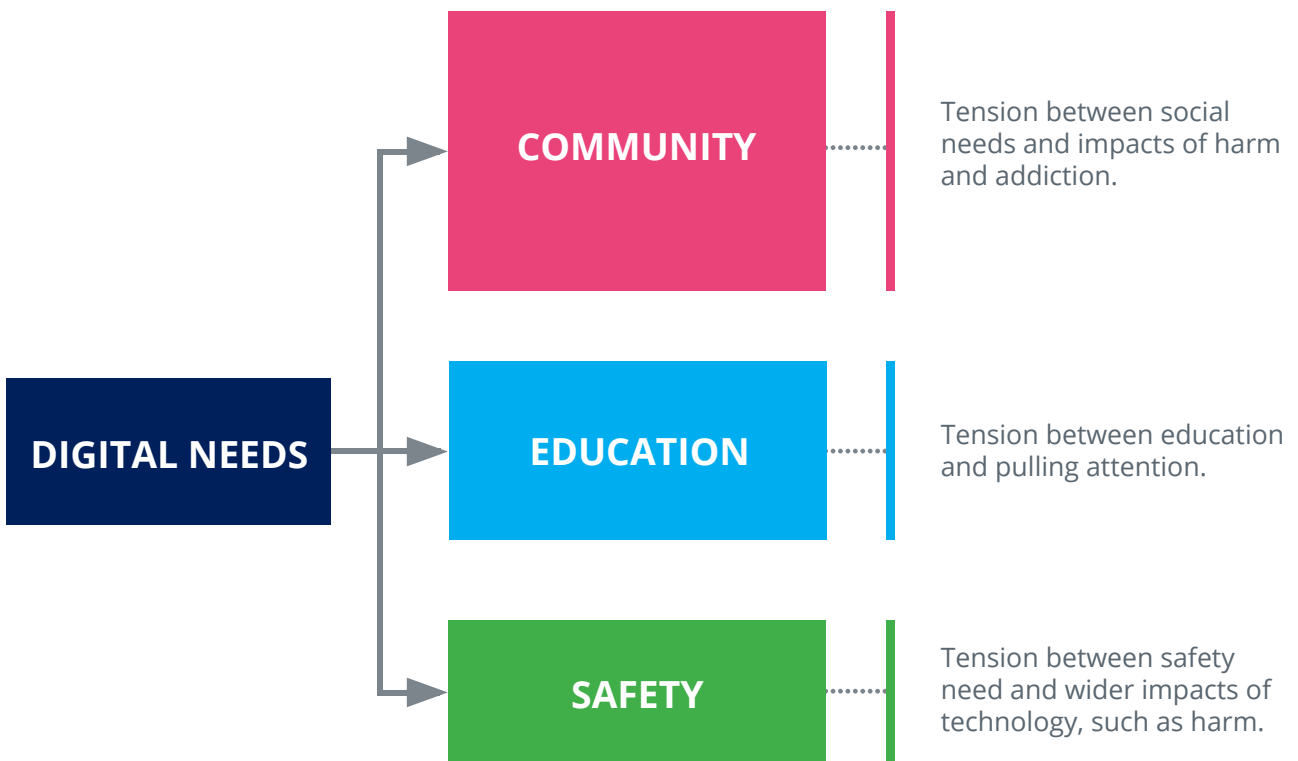 COMMUNITY
Tension between social
needs and impacts of harm
and addiction.
DIGITAL NEEDS
EDUCATION
Tension between education
and pulling attention.
SAFETY
Tension between safety
need and wider impacts of
technology, such as harm.